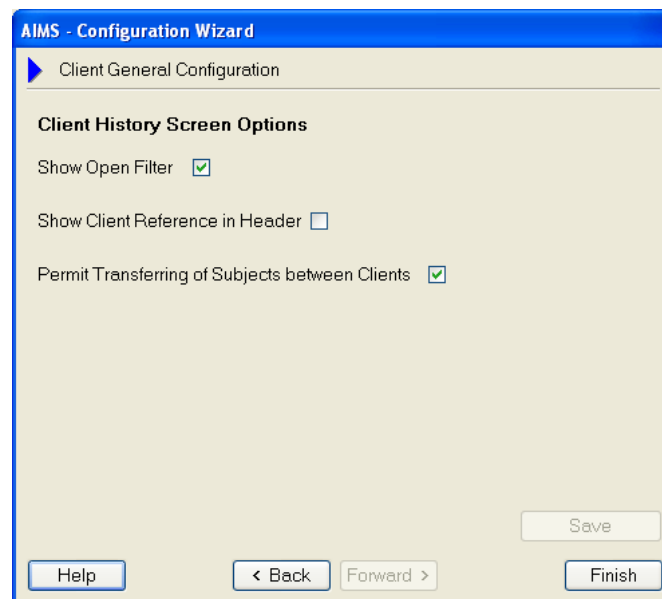 AIMS - Configuration Wizard
Client General Configuration
Client History Screen Options
Show Open Filter
Show Client Reference in Header
Permit Transferring of Subjects between Clients
Save
Help
< Back
Forward >
Finish